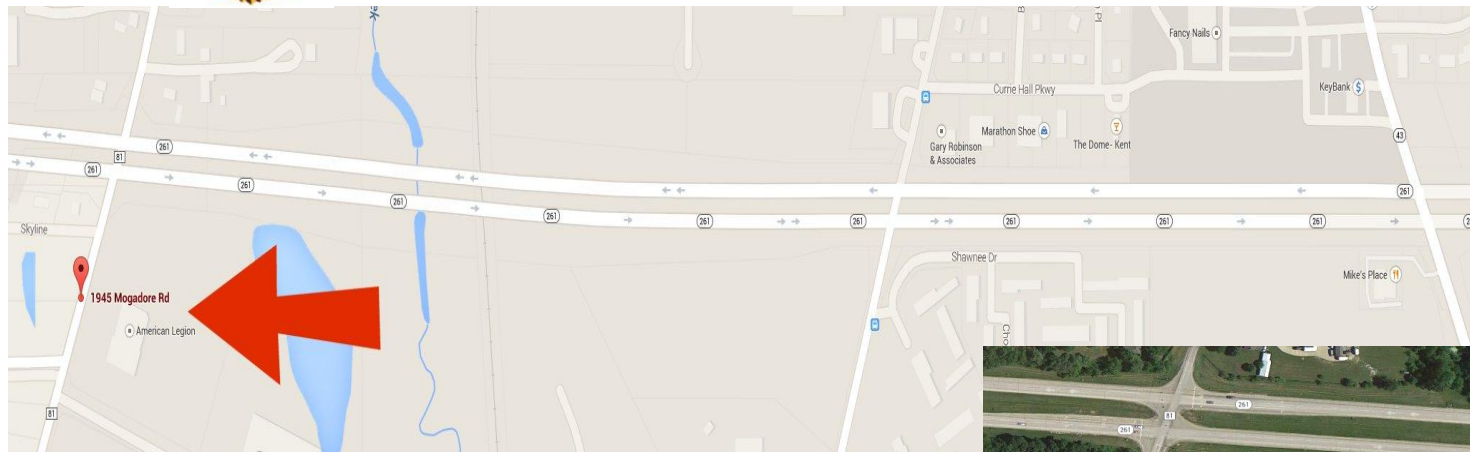 Fancy Nails
KeyBank
$
Currie Hall Pkwy
Marathon Shoe
Gary Robinson
& Associates
The Dome- Kent
43
261
81
261
261
261
261
261
261
261
261
261
261
261
Skyline
1945 Mogadore Rd
American Legion
Shawnee Dr
Mike's Place
Cho
81
261
81
261